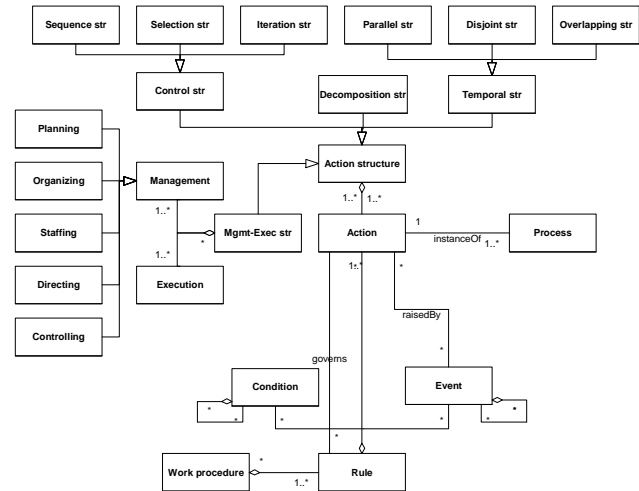 Sequence str
Selection str
Iteration str
Parallel str
Disjoint str
Overlapping str
Control str
Decomposition str
Temporal str
Planning
Action structure
Organizing
Management
1..*
1..*
1..*
Staffing
*
Mgmt-Exec str
Action
1
instanceOf
1..*
Process
1..*
Directing
Execution
1..*
*
*
Controlling
raisedBy
governs
*
Condition
Event
*
*
*
*
*
*
*
*
Work procedure
1..*
Rule